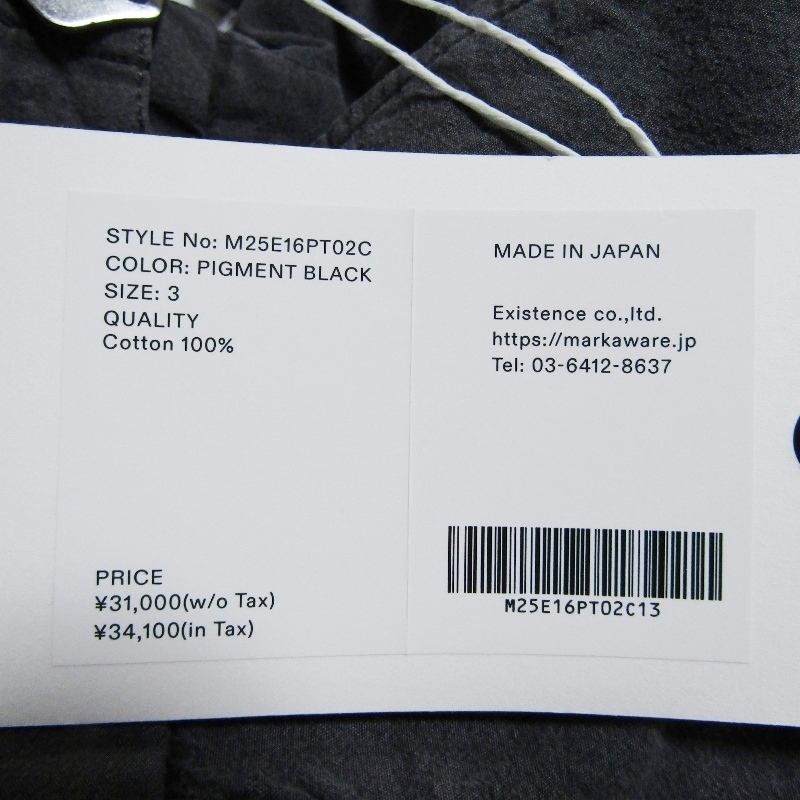 STYLE No: M25E16PT02C
COLOR: PIGMENT BLACK
SIZE: 3
QUALITY
Cotton 100%
PRICE
¥31,000(w/o Tax)
¥34,100(in Tax)
MADE IN JAPAN
Existence co.,ltd.
https://markaware.jp
Tel: 03-6412-8637
M25E16PT02C13